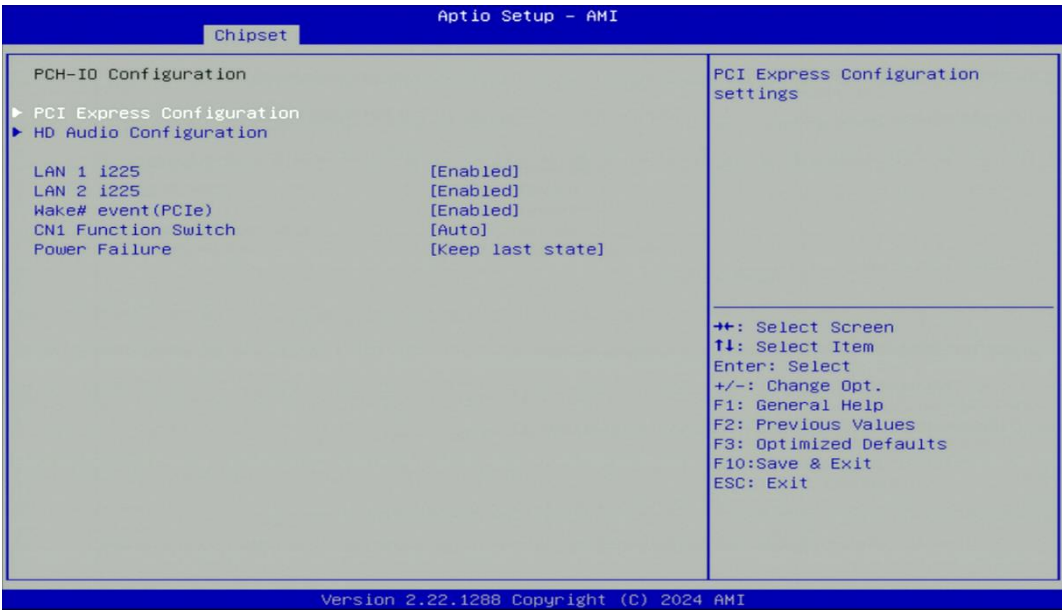 Aptio Setup – AMI
Chipset
PCH-IO Configuration
▶ PCI Express Configuration
▶ HD Audio Configuration
LAN 1 i225 [Enabled]
LAN 2 i225 [Enabled]
Wake# event(PCIe) [Enabled]
CN1 Function Switch [Auto]
Power Failure [Keep last state]
PCI Express Configuration
settings
→←: Select Screen
↑↓: Select Item
Enter: Select
+/-: Change Opt.
F1: General Help
F2: Previous Values
F3: Optimized Defaults
F10:Save & Exit
ESC: Exit
Version 2.22.1288 Copyright (C) 2024 AMI